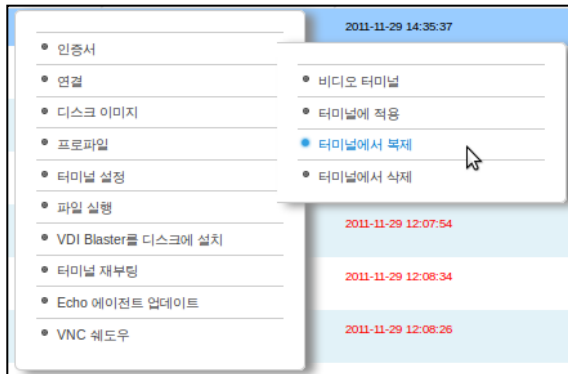 2011-11-29 14:35:37
인증서
연결
디스크 이미지
프로파일
터미널 설정
파일 실행
VDI Blaster를 디스크에 설치
터미널 재부팅
Echo 에이전트 업데이트
VNC 쉐도우
비디오 터미널
터미널에 적용
터미널에서 복제
터미널에서 삭제
2011-11-29 12:07:54
2011-11-29 12:08:34
2011-11-29 12:08:26